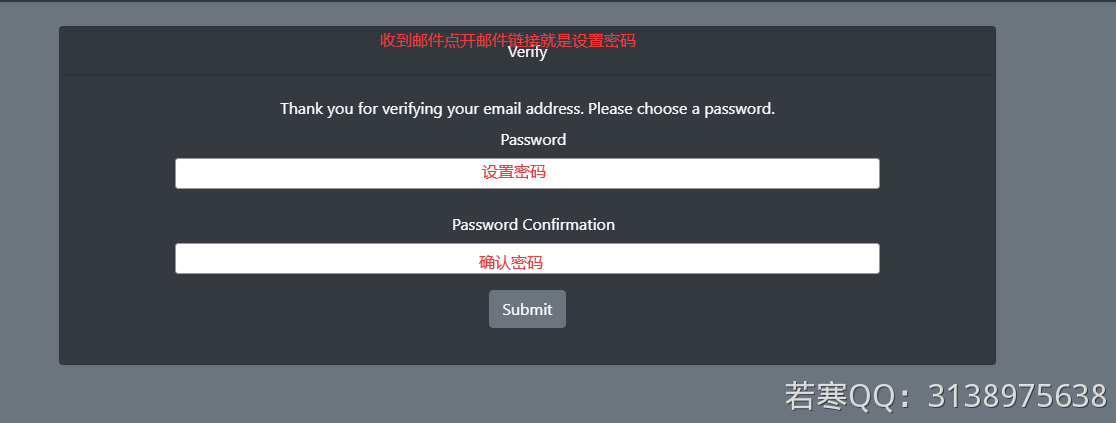 收到邮件点开邮件链接就是设置密码
Verify
Thank you for verifying your email address. Please choose a password.
Password
设置密码
Password Confirmation
确认密码
Submit
若寒QQ：3138975638